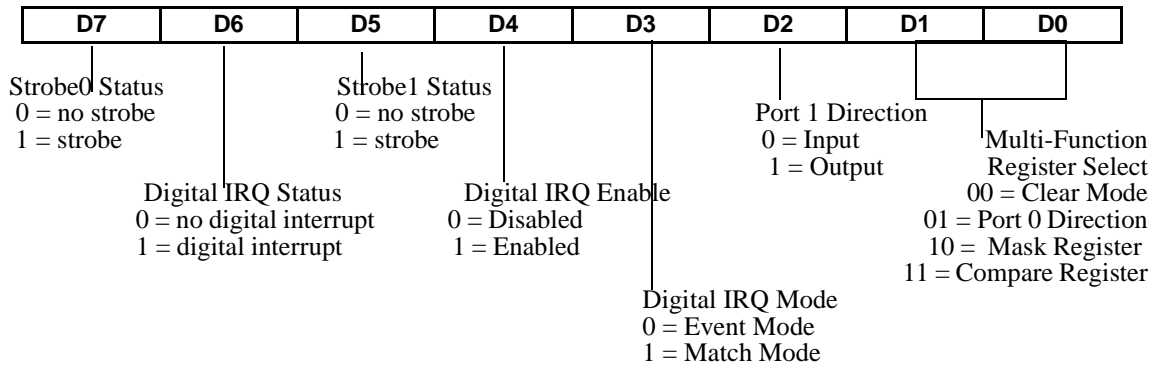 D7 D6 D5 D4 D3 D2 D1 D0
Strobe0 Status
0 = no strobe
1 = strobe
Digital IRQ Status
0 = no digital interrupt
1 = digital interrupt
Strobe1 Status
0 = no strobe
1 = strobe
Digital IRQ Enable
0 = Disabled
1 = Enabled
Digital IRQ Mode
0 = Event Mode
1 = Match Mode
Port 1 Direction
0 = Input
1 = Output
Multi-Function
Register Select
00 = Clear Mode
01 = Port 0 Direction
10 = Mask Register
11 = Compare Register